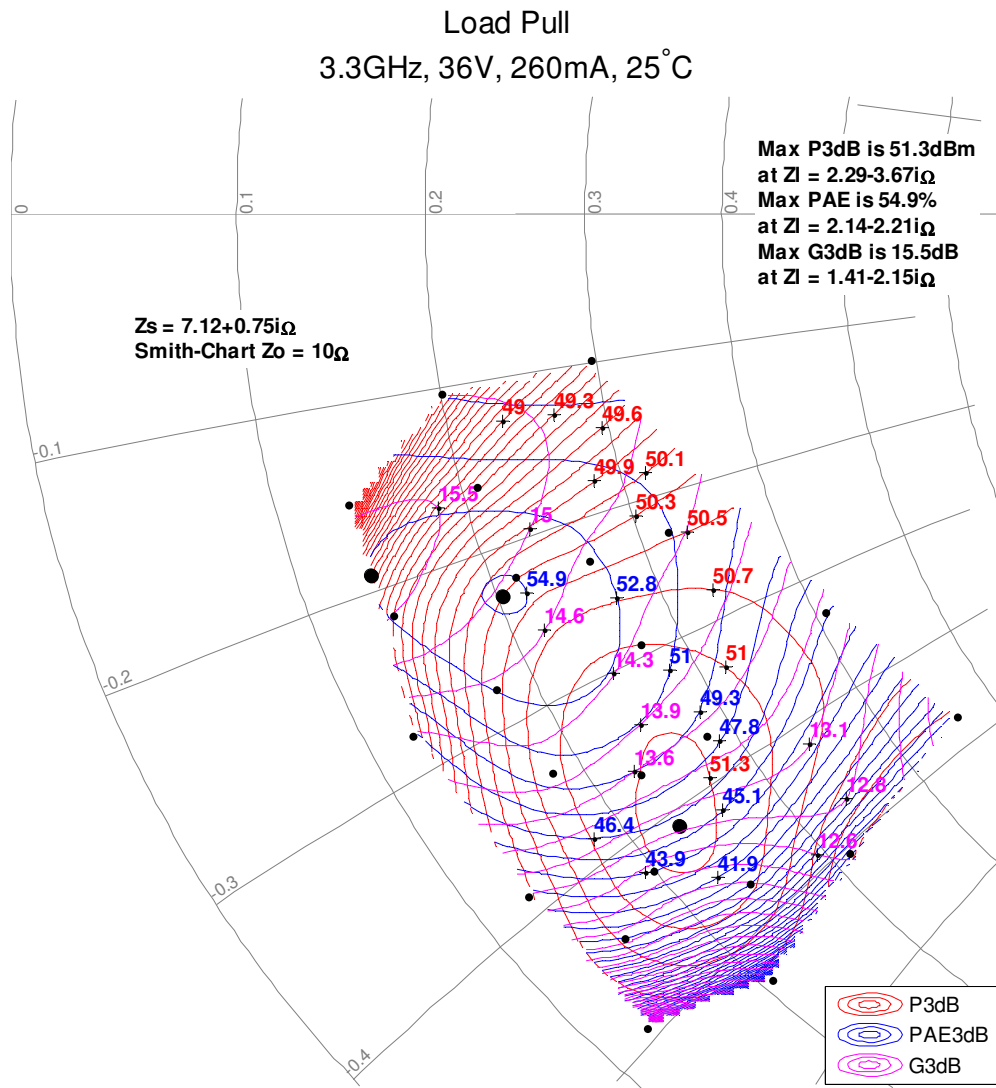 Load Pull
3.3GHz, 36V, 260mA, 25°C
Max P3dB is 51.3dBm
at Zl = 2.29-3.67iΩ
Max PAE is 54.9%
at Zl = 2.14-2.21iΩ
Max G3dB is 15.5dB
at Zl = 1.41-2.15iΩ
0
0.1
0.2
0.3
0.4
Zs = 7.12+0.75iΩ
Smith-Chart Zo = 10Ω
-0.1
-0.2
-0.3
-0.4
49
49.3
49.6
49.9
50.1
15.5
15
50.3
50.5
54.9
52.8
50.7
14.6
14.3
51
51
13.9
49.3
47.8
13.1
13.6
51.3
45.1
12.8
46.4
43.9
41.9
12.6
P3dB
PAE3dB
G3dB